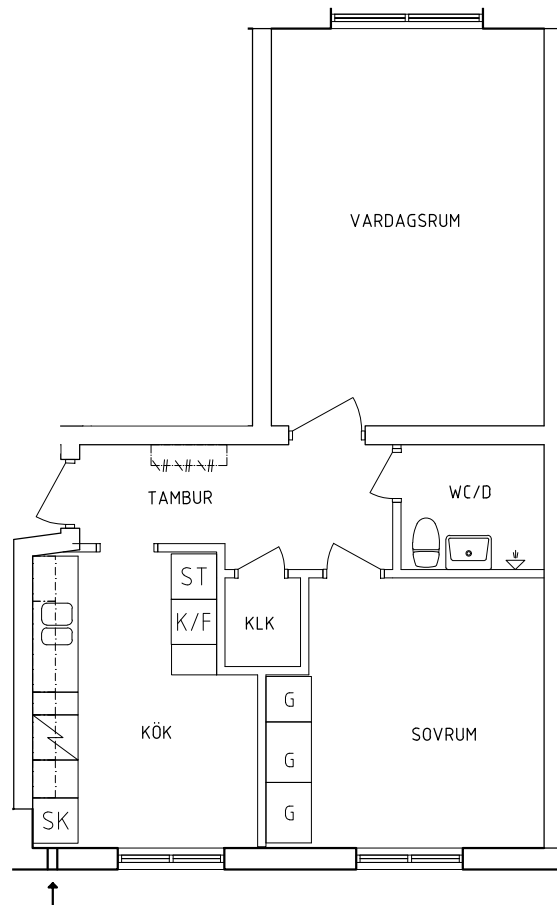 VARDAGSRUM
TAMBUR
WC/D
ST
K/F
KLK
G
KÖK
SOVRUM
G
G
SK